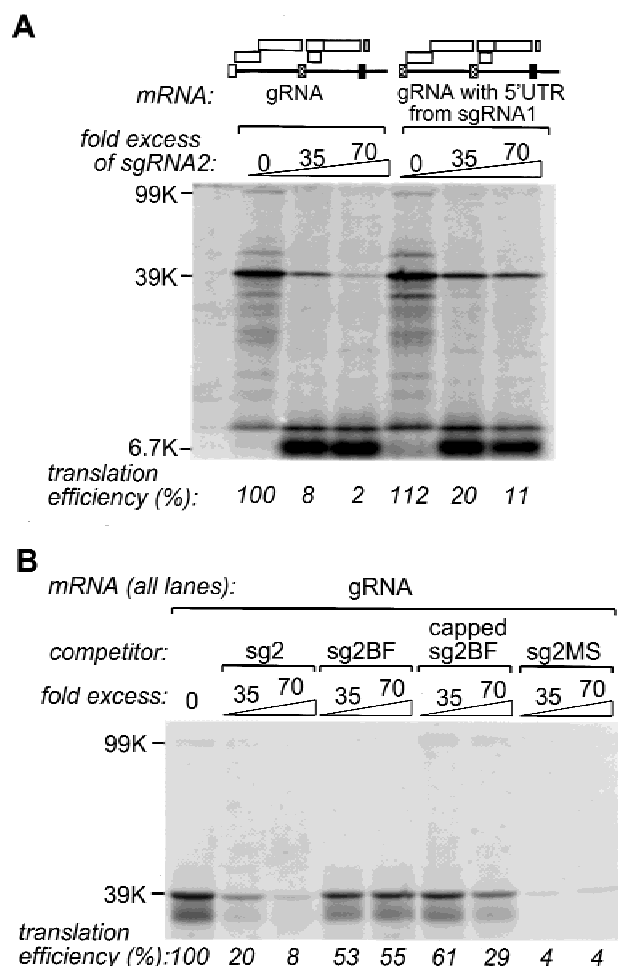 A
mRNA: gRNA gRNA with 5'UTR
from sgRNA1
fold excess
of sgRNA2: 0 35 70 0 35 70
99K
39K
6.7K
translation
efficiency (%): 100 8 2 112 20 11
B
mRNA (all lanes): gRNA
competitor: sg2 sg2BF capped sg2BF sg2MS
fold excess: 0 35 70 35 70 35 70 35 70
99K
39K
translation
efficiency (%): 100 20 8 53 55 61 29 4 4